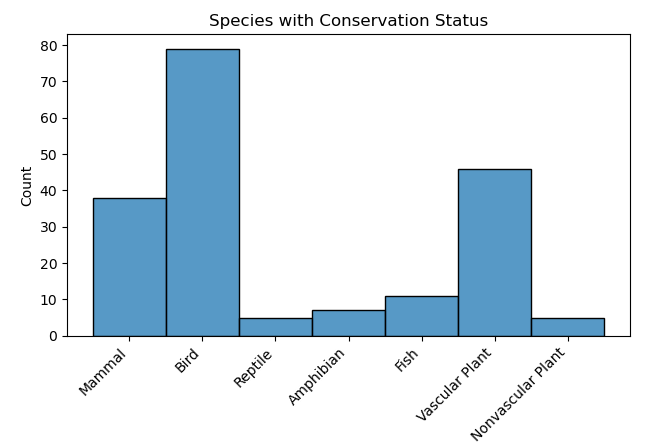 Species with Conservation Status
Count
80
70
60
50
40
30
20
10
0
Mammal
Bird
Reptile
Amphibian
Fish
Vascular Plant
Nonvascular Plant